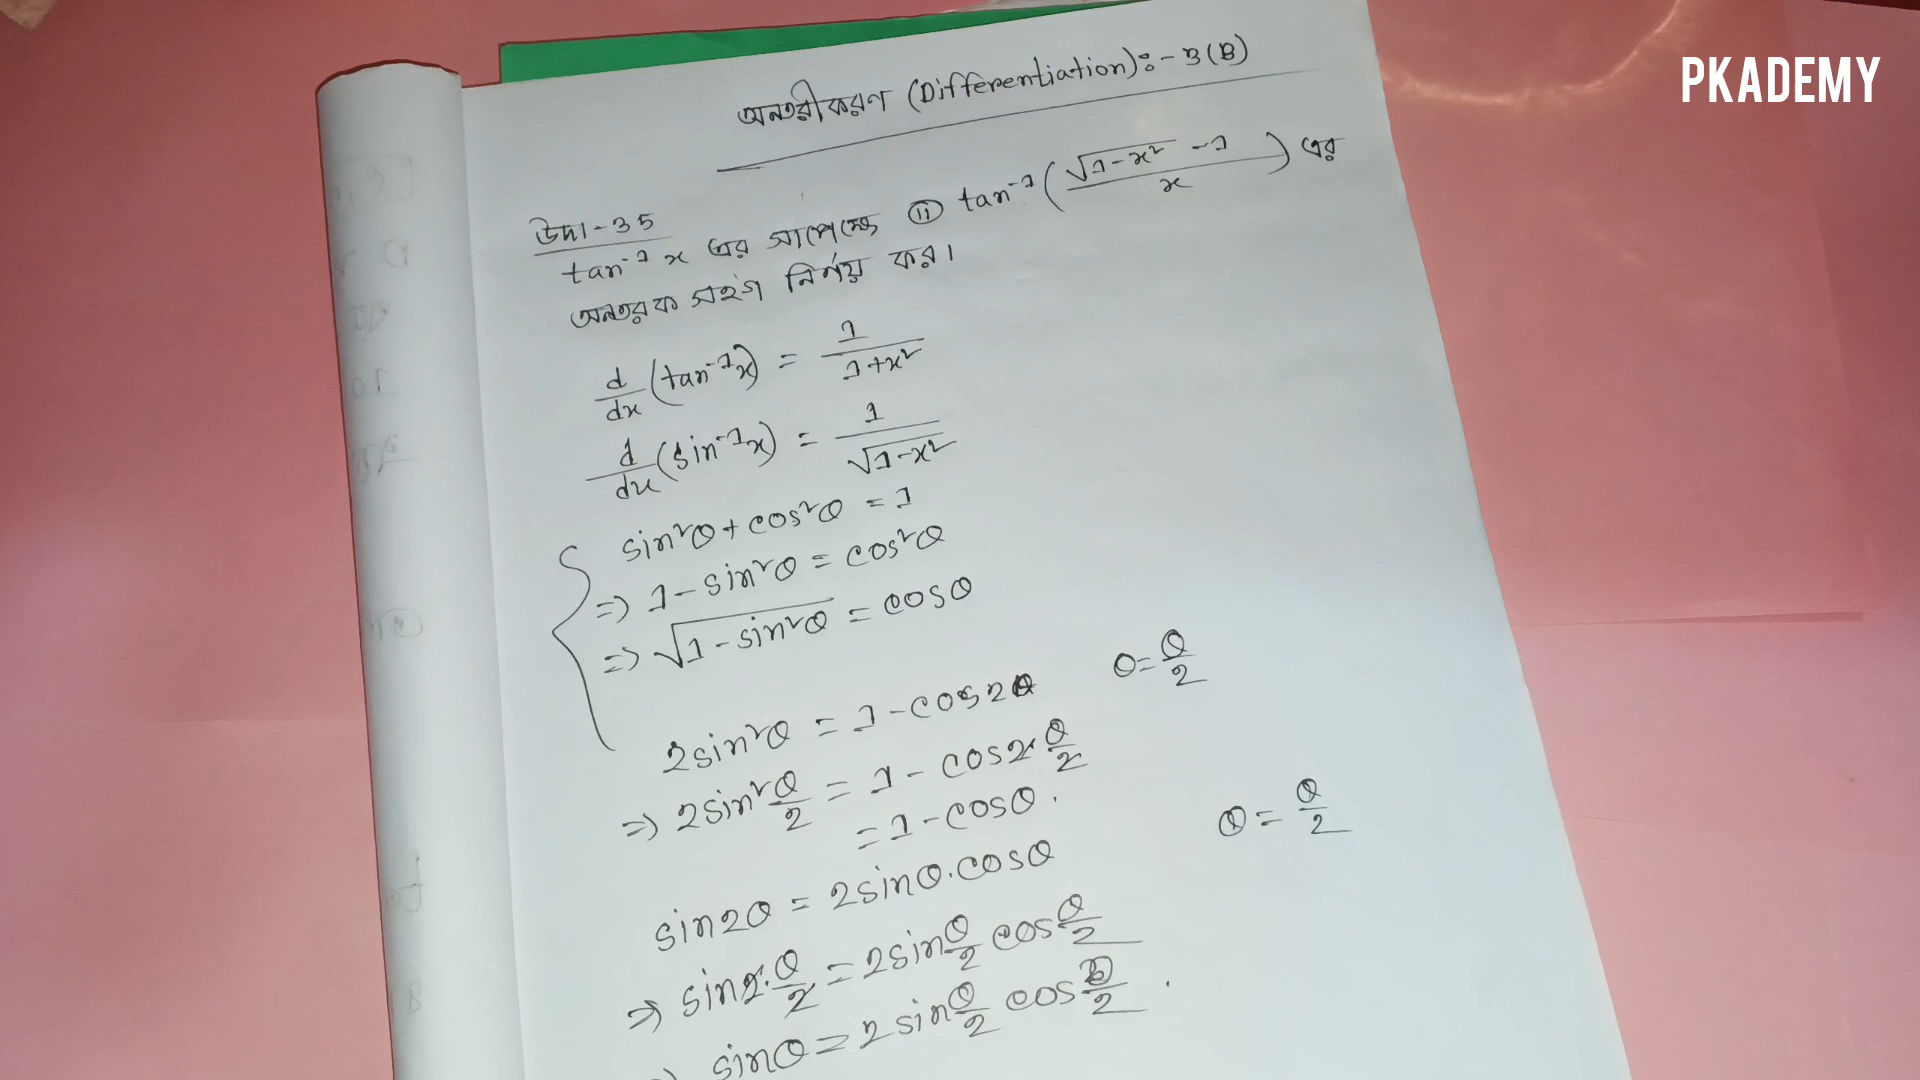 PKADEMY
অন্তরীকরণ (Differentiation):- 3(B)
উদা-35
tan⁻¹x এর সাপেক্ষে (ii) tan⁻¹(√(1-x²) -1 / x) এর
অন্তরক সহগ নির্ণয় কর।
d/dx (tan⁻¹x) = 1/(1+x²)
d/dx (sin⁻¹x) = 1/√(1-x²)
sin²θ + cos²θ = 1
⇒ 1 - sin²θ = cos²θ
⇒ √(1 - sin²θ) = cosθ
2sin²θ = 1 - cos2θ θ = θ/2
⇒ 2sin²θ/2 = 1 - cos2·θ/2
= 1 - cosθ.
sin2θ = 2sinθ.cosθ θ = θ/2
⇒ sin2.θ/2 = 2sinθ/2 cosθ/2
⇒ sinθ = 2sinθ/2 cosθ/2.